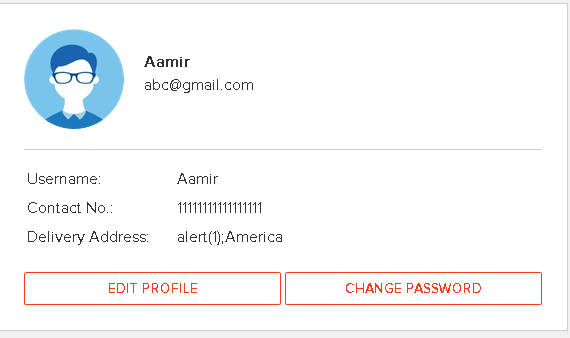 Aamir
abc@gmail.com
Username: Aamir
Contact No.: 11111111111111111
Delivery Address: alert(1);America
EDIT PROFILE CHANGE PASSWORD